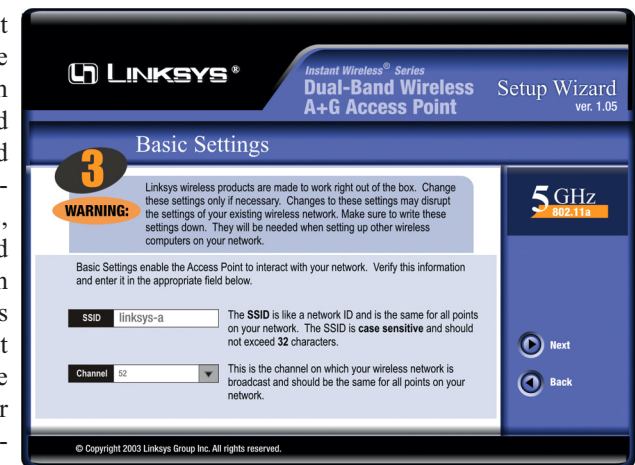 LINKSYS®
Instant Wireless® Series
Dual-Band Wireless
A+G Access Point
Setup Wizard
ver. 1.05
Basic Settings
3
WARNING:
Linksys wireless products are made to work right out of the box. Change
these settings only if necessary. Changes to these settings may disrupt
the settings of your existing wireless network. Make sure to write these
settings down. They will be needed when setting up other wireless
computers on your network.
5 GHz
802.11a
Basic Settings enable the Access Point to interact with your network. Verify this information
and enter it in the appropriate field below.
SSID linksys-a
The SSID is like a network ID and is the same for all points
on your network. The SSID is case sensitive and should
not exceed 32 characters.
Channel 52
This is the channel on which your wireless network is
broadcast and should be the same for all points on your
network.
Next
Back
© Copyright 2003 Linksys Group Inc. All rights reserved.